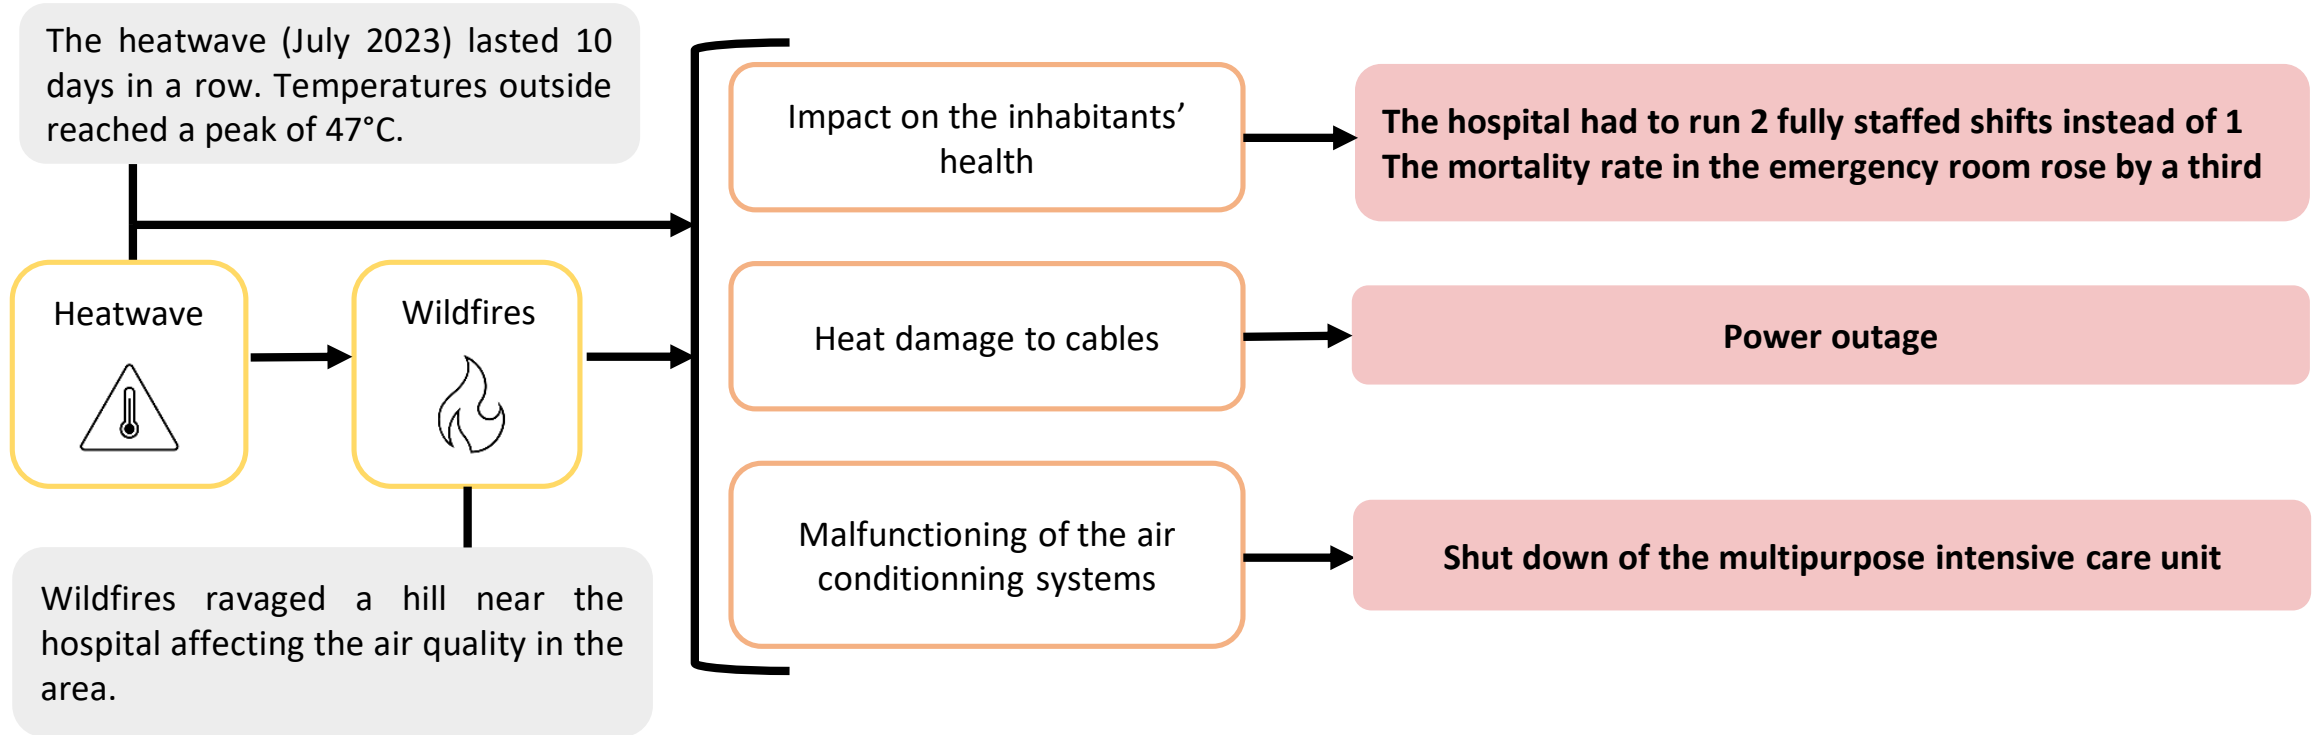 The heatwave (July 2023) lasted 10
days in a row. Temperatures outside
reached a peak of 47°C.
Heatwave
Wildfires
Wildfires ravaged a hill near the
hospital affecting the air quality in the
area.
Impact on the inhabitants’
health
The hospital had to run 2 fully staffed shifts instead of 1
The mortality rate in the emergency room rose by a third
Heat damage to cables
Power outage
Malfunctioning of the air
conditionning systems
Shut down of the multipurpose intensive care unit